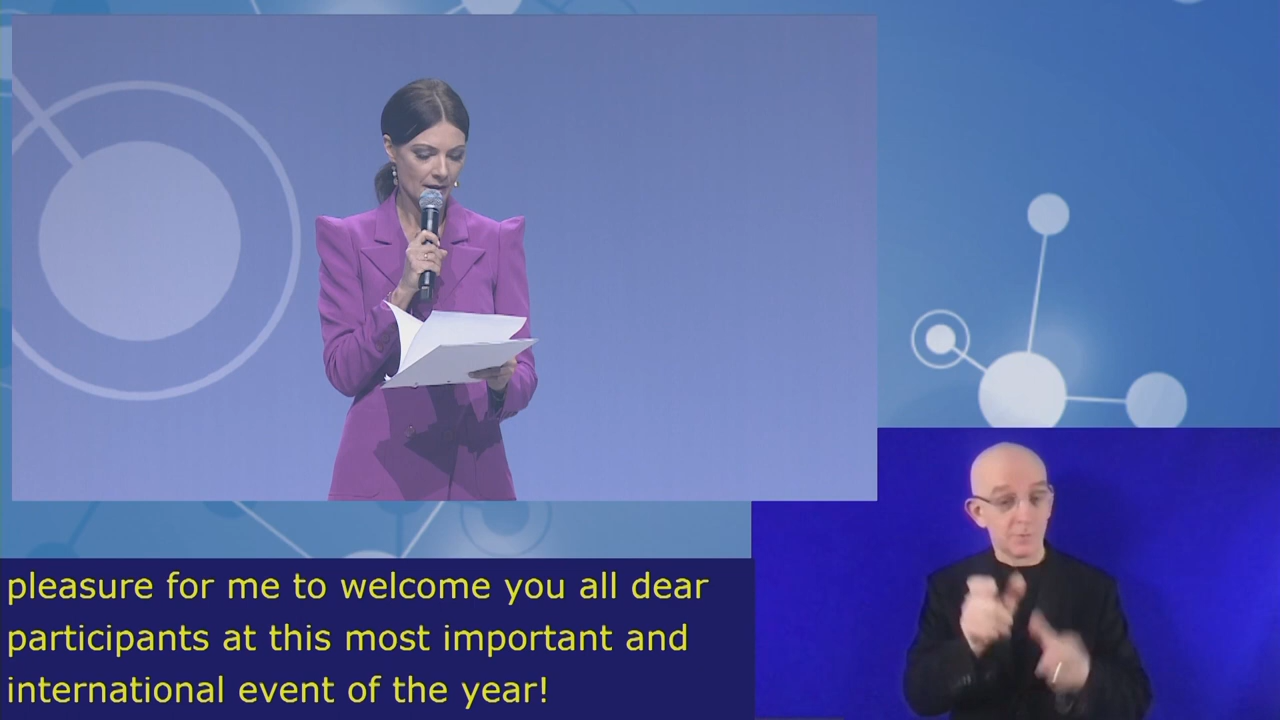 pleasure for me to welcome you all dear
participants at this most important and
international event of the year!